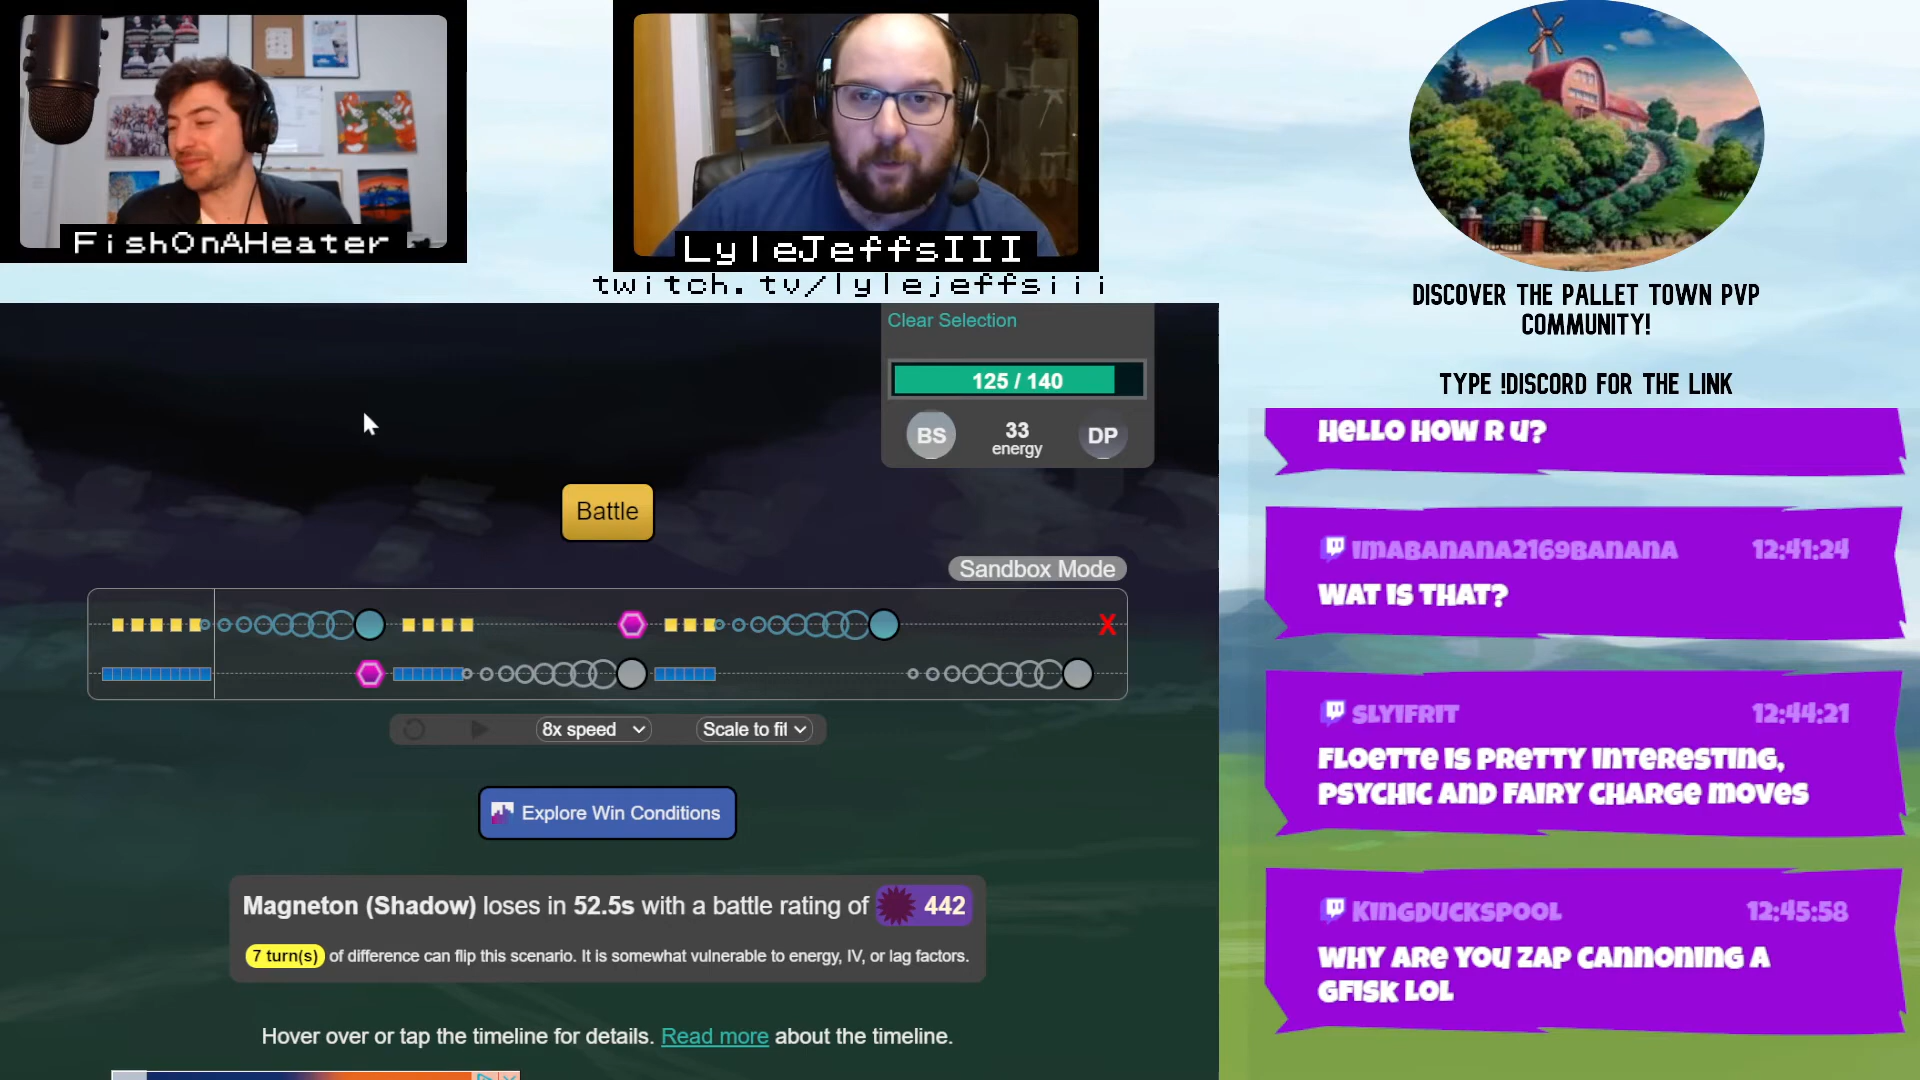 FishOnAHeater
LyleJeffsIII
twitch.tv/lylejeffsiii
DISCOVER THE PALLET TOWN PVP
COMMUNITY!
TYPE !DISCORD FOR THE LINK
Clear Selection
125 / 140
BS
33
energy
DP
Battle
Sandbox Mode
X
8x speed
Scale to fit
Explore Win Conditions
Magneton (Shadow) loses in 52.5s with a battle rating of 442
7 turn(s) of difference can flip this scenario. It is somewhat vulnerable to energy, IV, or lag factors.
Hover over or tap the timeline for details. Read more about the timeline.
HELLO HOW R U?
IMABANANA2169BANANA 12:41:24
WAT IS THAT?
SLYIFRIT 12:44:21
FLOETTE IS PRETTY INTERESTING,
PSYCHIC AND FAIRY CHARGE MOVES
KINGDUCKSPOOL 12:45:58
WHY ARE YOU ZAP CANNONING A
GFISK LOL